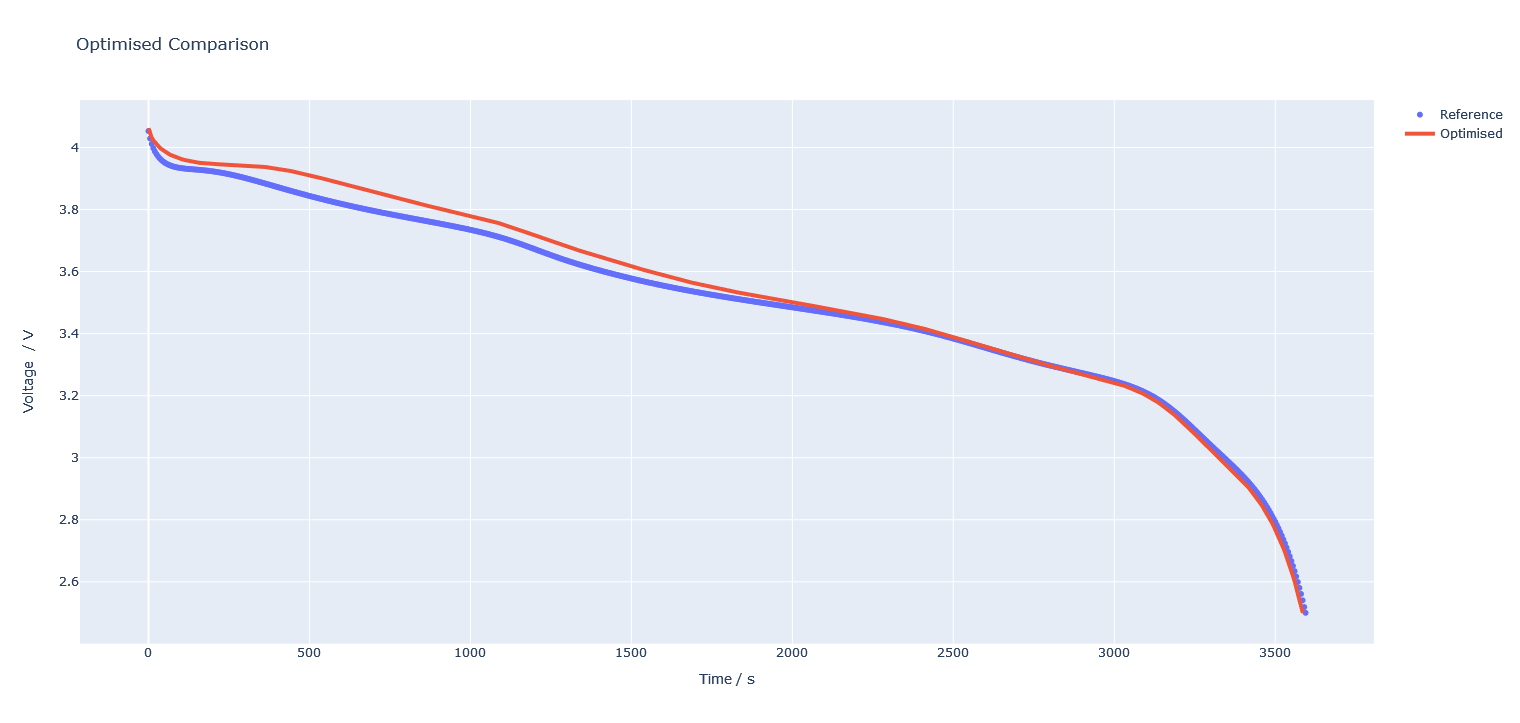 Optimised Comparison
Reference
Optimised
Voltage / V
4
3.8
3.6
3.4
3.2
3
2.8
2.6
0 500 1000 1500 2000 2500 3000 3500
Time / s